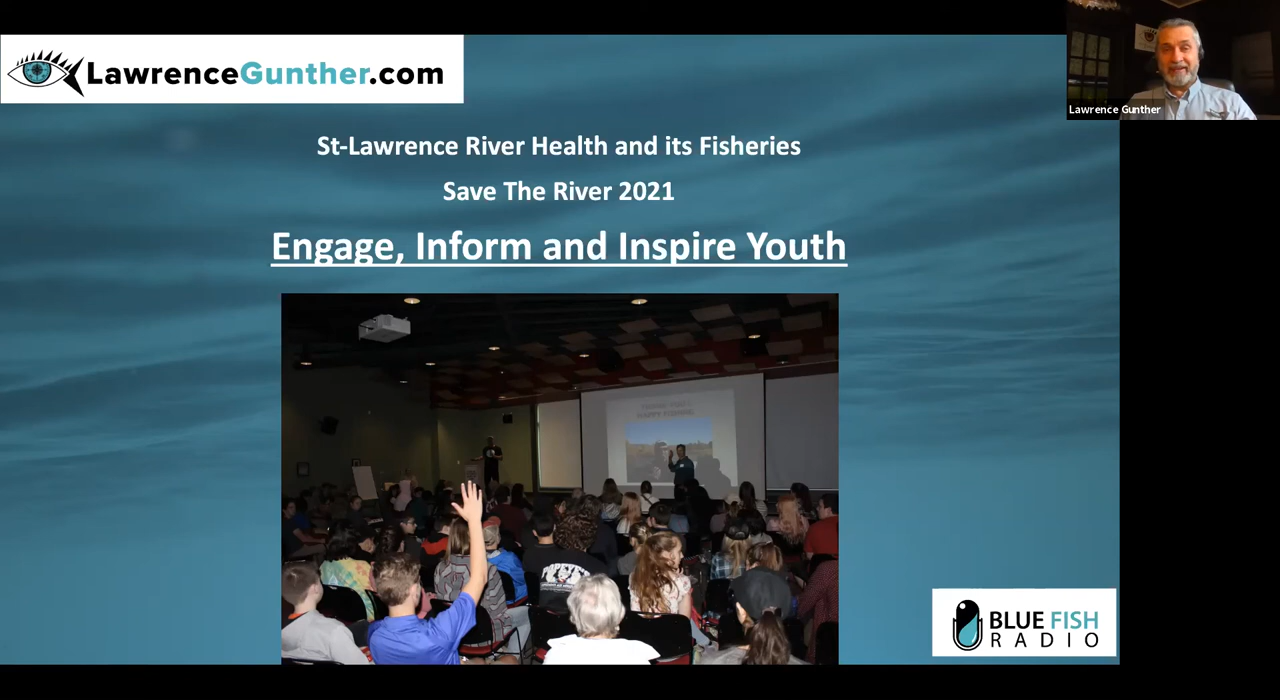 LawrenceGunther.com
Lawrence Gunther
St-Lawrence River Health and its Fisheries
Save The River 2021
Engage, Inform and Inspire Youth
POPEYE'S
BLUE FISH
RADIO